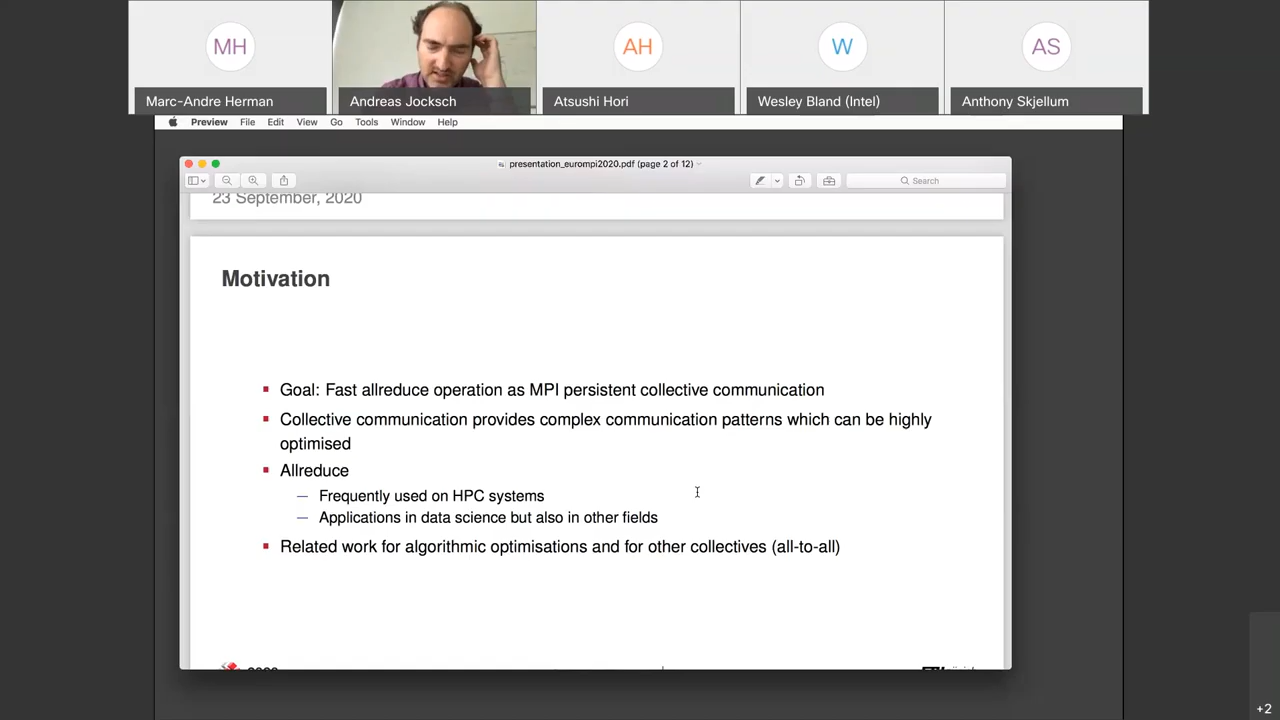 MH
AH
W
AS
Marc-Andre Herman
Andreas Jocksch
Atsushi Hori
Wesley Bland (Intel)
Anthony Skjellum
Preview File Edit View Go Tools Window Help
presentation_eurompi2020.pdf (page 2 of 12)
Search
23 September, 2020
Motivation
Goal: Fast allreduce operation as MPI persistent collective communication
Collective communication provides complex communication patterns which can be highly
optimised
Allreduce
— Frequently used on HPC systems
— Applications in data science but also in other fields
Related work for algorithmic optimisations and for other collectives (all-to-all)
+2